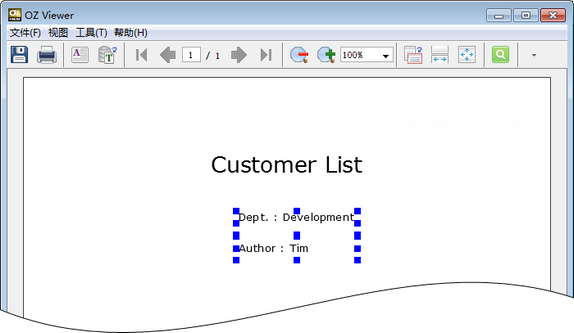 OZ Viewer
文件(F) 视图 工具(T) 帮助(H)
1 / 1 100%
Customer List
Dept. : Development
Author : Tim